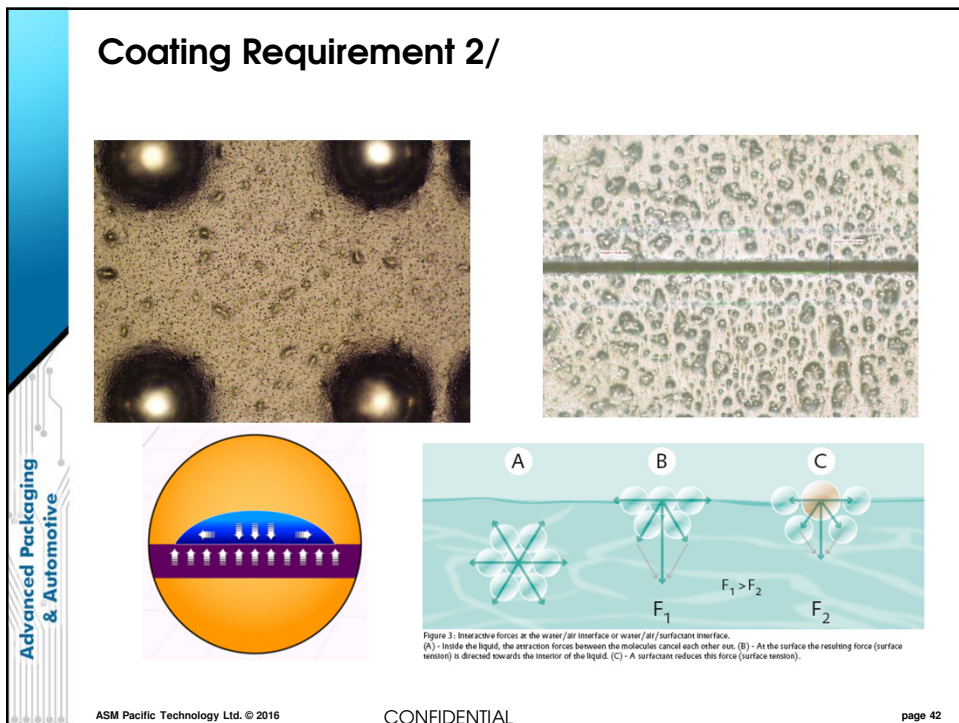 Coating Requirement 2/
Advanced Packaging
& Automotive
A
B
C
F1 >F2
F1
F2
Figure 3: Interactive forces at the water/air interface or water/air/surfactant interface.
(A) - Inside the liquid, the attraction forces between the molecules cancel each other out. (B) - At the surface the resulting force (surface
tension) is directed towards the interior of the liquid. (C) - A surfactant reduces this force (surface tension).
ASM Pacific Technology Ltd. © 2016
CONFIDENTIAL
page 42